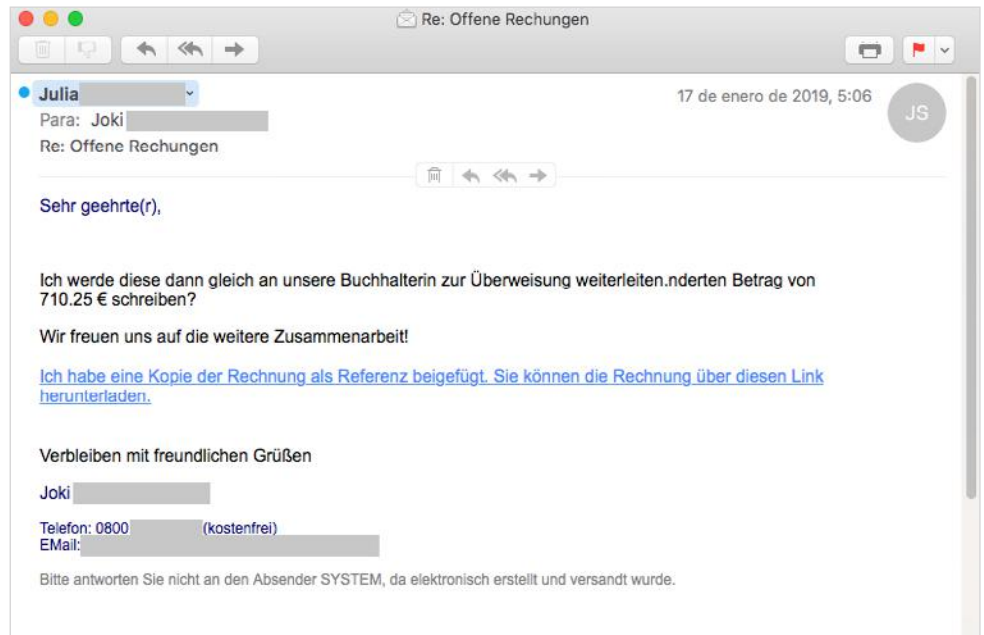 Re: Offene Rechungen
Julia
17 de enero de 2019, 5:06
JS
Para: Joki
Re: Offene Rechungen
Sehr geehrte(r),
Ich werde diese dann gleich an unsere Buchhalterin zur Überweisung weiterleiten.nderten Betrag von
710.25 € schreiben?
Wir freuen uns auf die weitere Zusammenarbeit!
Ich habe eine Kopie der Rechnung als Referenz beigefügt. Sie können die Rechnung über diesen Link
herunterladen.
Verbleiben mit freundlichen Grüßen
Joki
Telefon: 0800 (kostenfrei)
EMail:
Bitte antworten Sie nicht an den Absender SYSTEM, da elektronisch erstellt und versandt wurde.